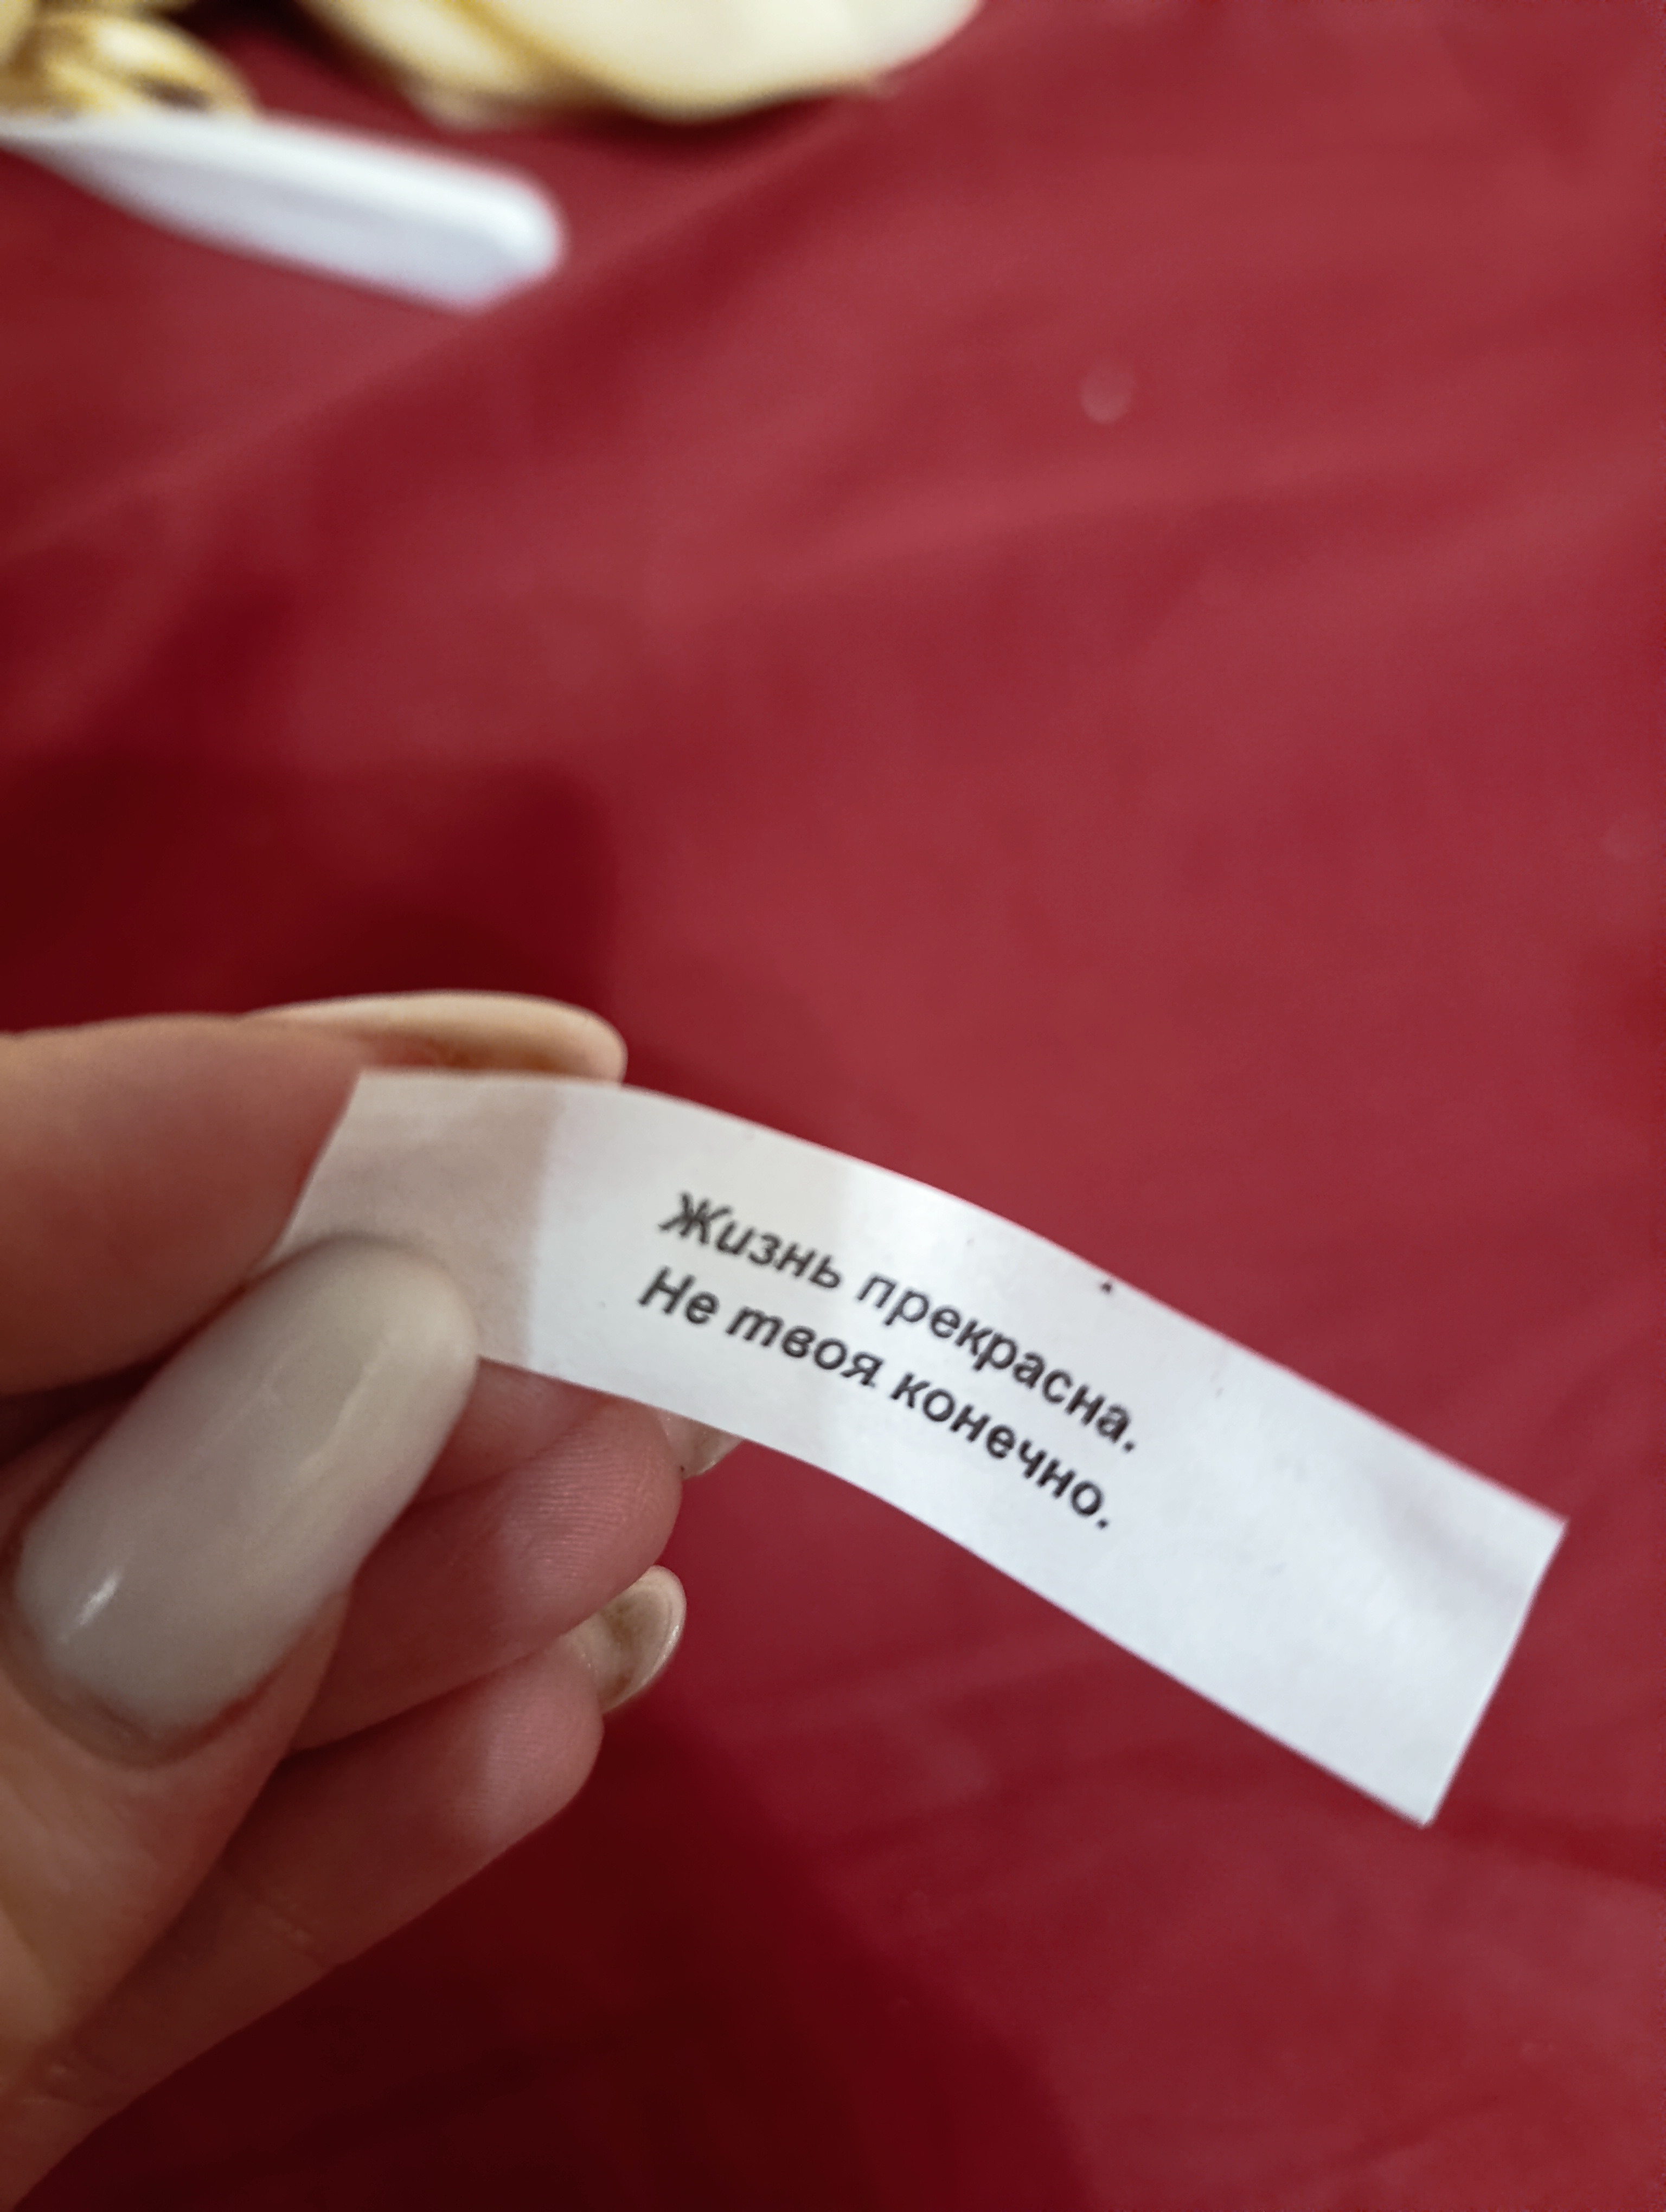 Жизнь прекрасна.
Не твоя конечно.